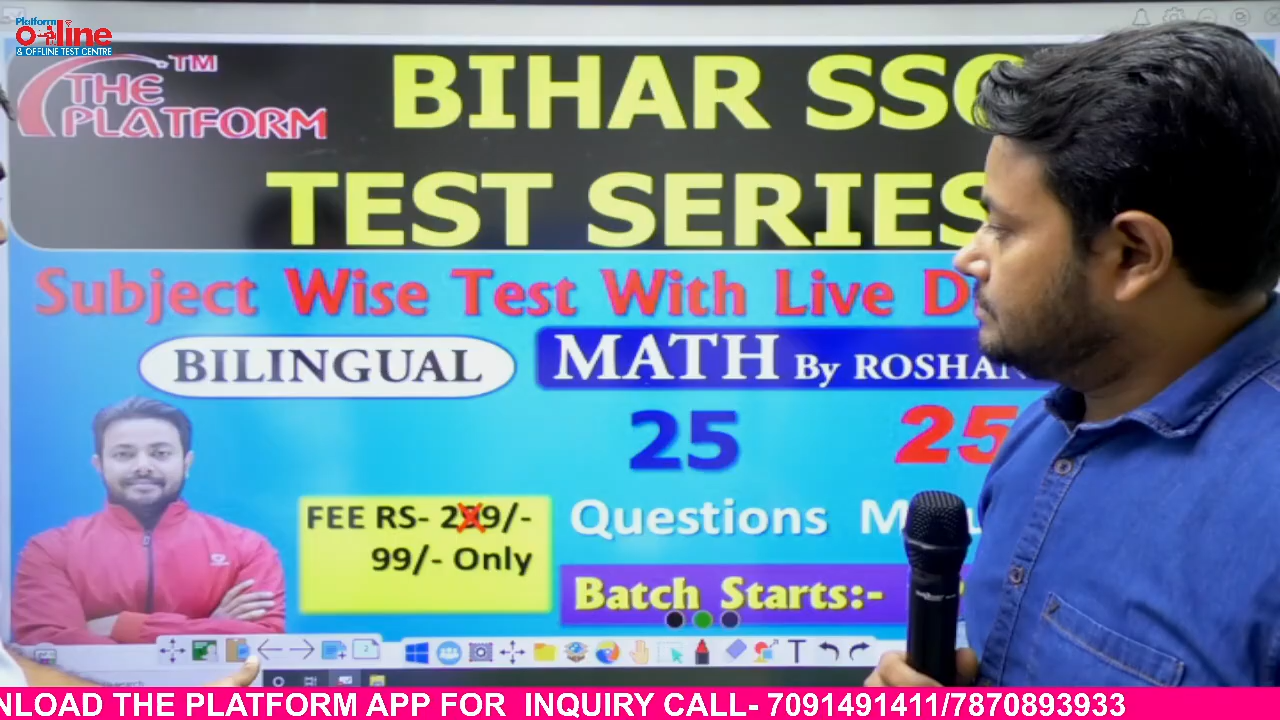 Platform
O line
& OFFLINE TEST CENTRE
THE PLATFORM TM
BIHAR SSC
TEST SERIES
Subject Wise Test With Live D
BILINGUAL
MATH By ROSHAN
25 25
Questions M
FEE RS- 299/-
99/- Only
Batch Starts:-
NLOAD THE PLATFORM APP FOR INQUIRY CALL- 7091491411/7870893933